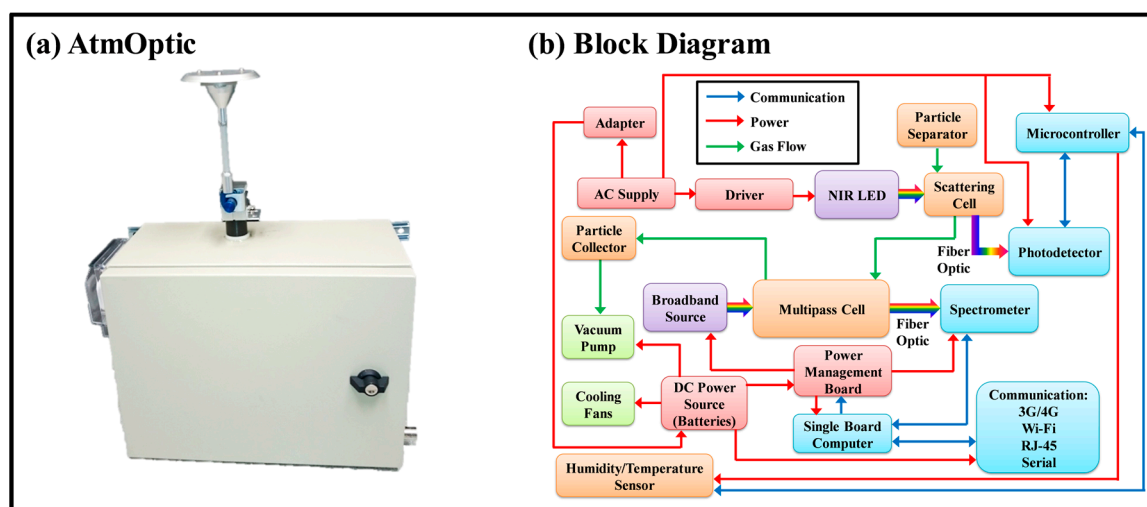 (a) AtmOptic
(b) Block Diagram
Communication
Power
Gas Flow
Adapter
Particle
Separator
Microcontroller
AC Supply
Driver
NIR LED
Scattering
Cell
Particle
Collector
Fiber
Optic
Photodetector
Broadband
Source
Multipass Cell
Fiber
Optic
Spectrometer
Vacuum
Pump
Power
Management
Board
Cooling
Fans
DC Power
Source
(Batteries)
Single Board
Computer
Communication:
3G/4G
Wi-Fi
RJ-45
Serial
Humidity/Temperature
Sensor